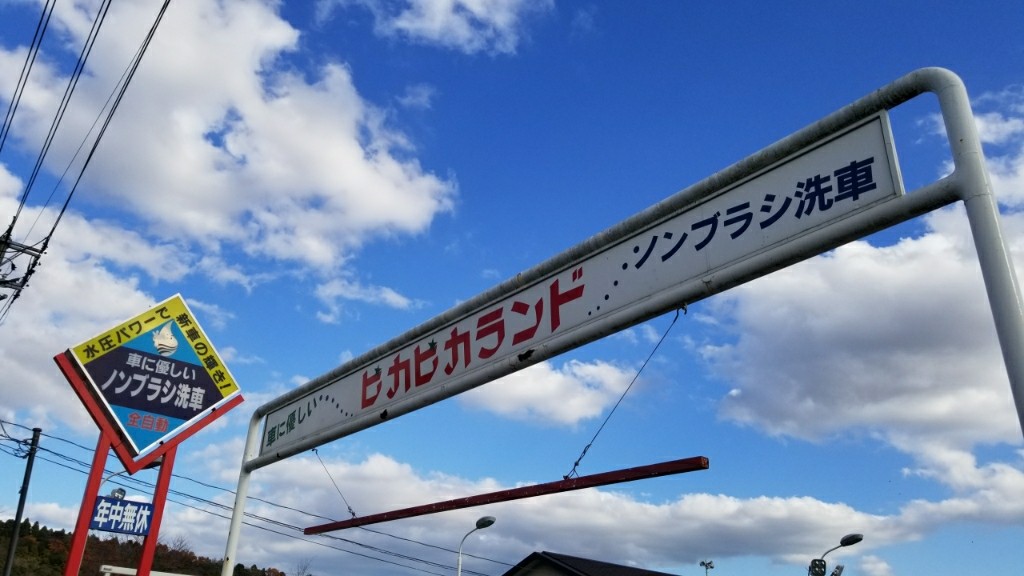 水圧パワーで
新車の輝き!
車に優しい
ノンブラシ洗車
全自動
年中無休
車に優しい・・・・・ピカピカランド・・・・・ノンブラシ洗車